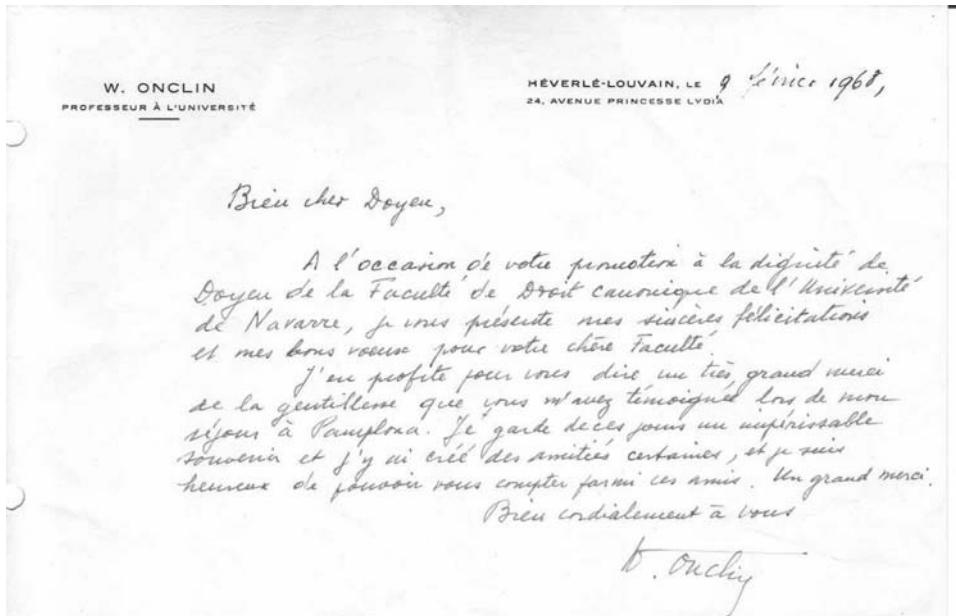 W. ONCLIN
PROFESSEUR À L'UNIVERSITÉ
HÉVERLÉ-LOUVAIN, LE 9 février 1968,
24, AVENUE PRINCESSE LYDIA
Bien cher Doyen,
A l'occasion de votre promotion à la dignité de
Doyen de la Faculté de Droit canonique de l'Université
de Navarre, je vous présente mes sincères félicitations
et mes bons voeux pour votre chère Faculté.
J'en profite pour vous dire un très grand merci
de la gentillesse que vous m'avez témoignée lors de mon
séjour à Pamplona. Je garde de ces jours un impérissable
souvenir et j'y ai créé des amitiés certaines, et je suis
heureux de pouvoir vous compter parmi ces amis. Un grand merci.
Bien cordialement à vous
W. Onclin